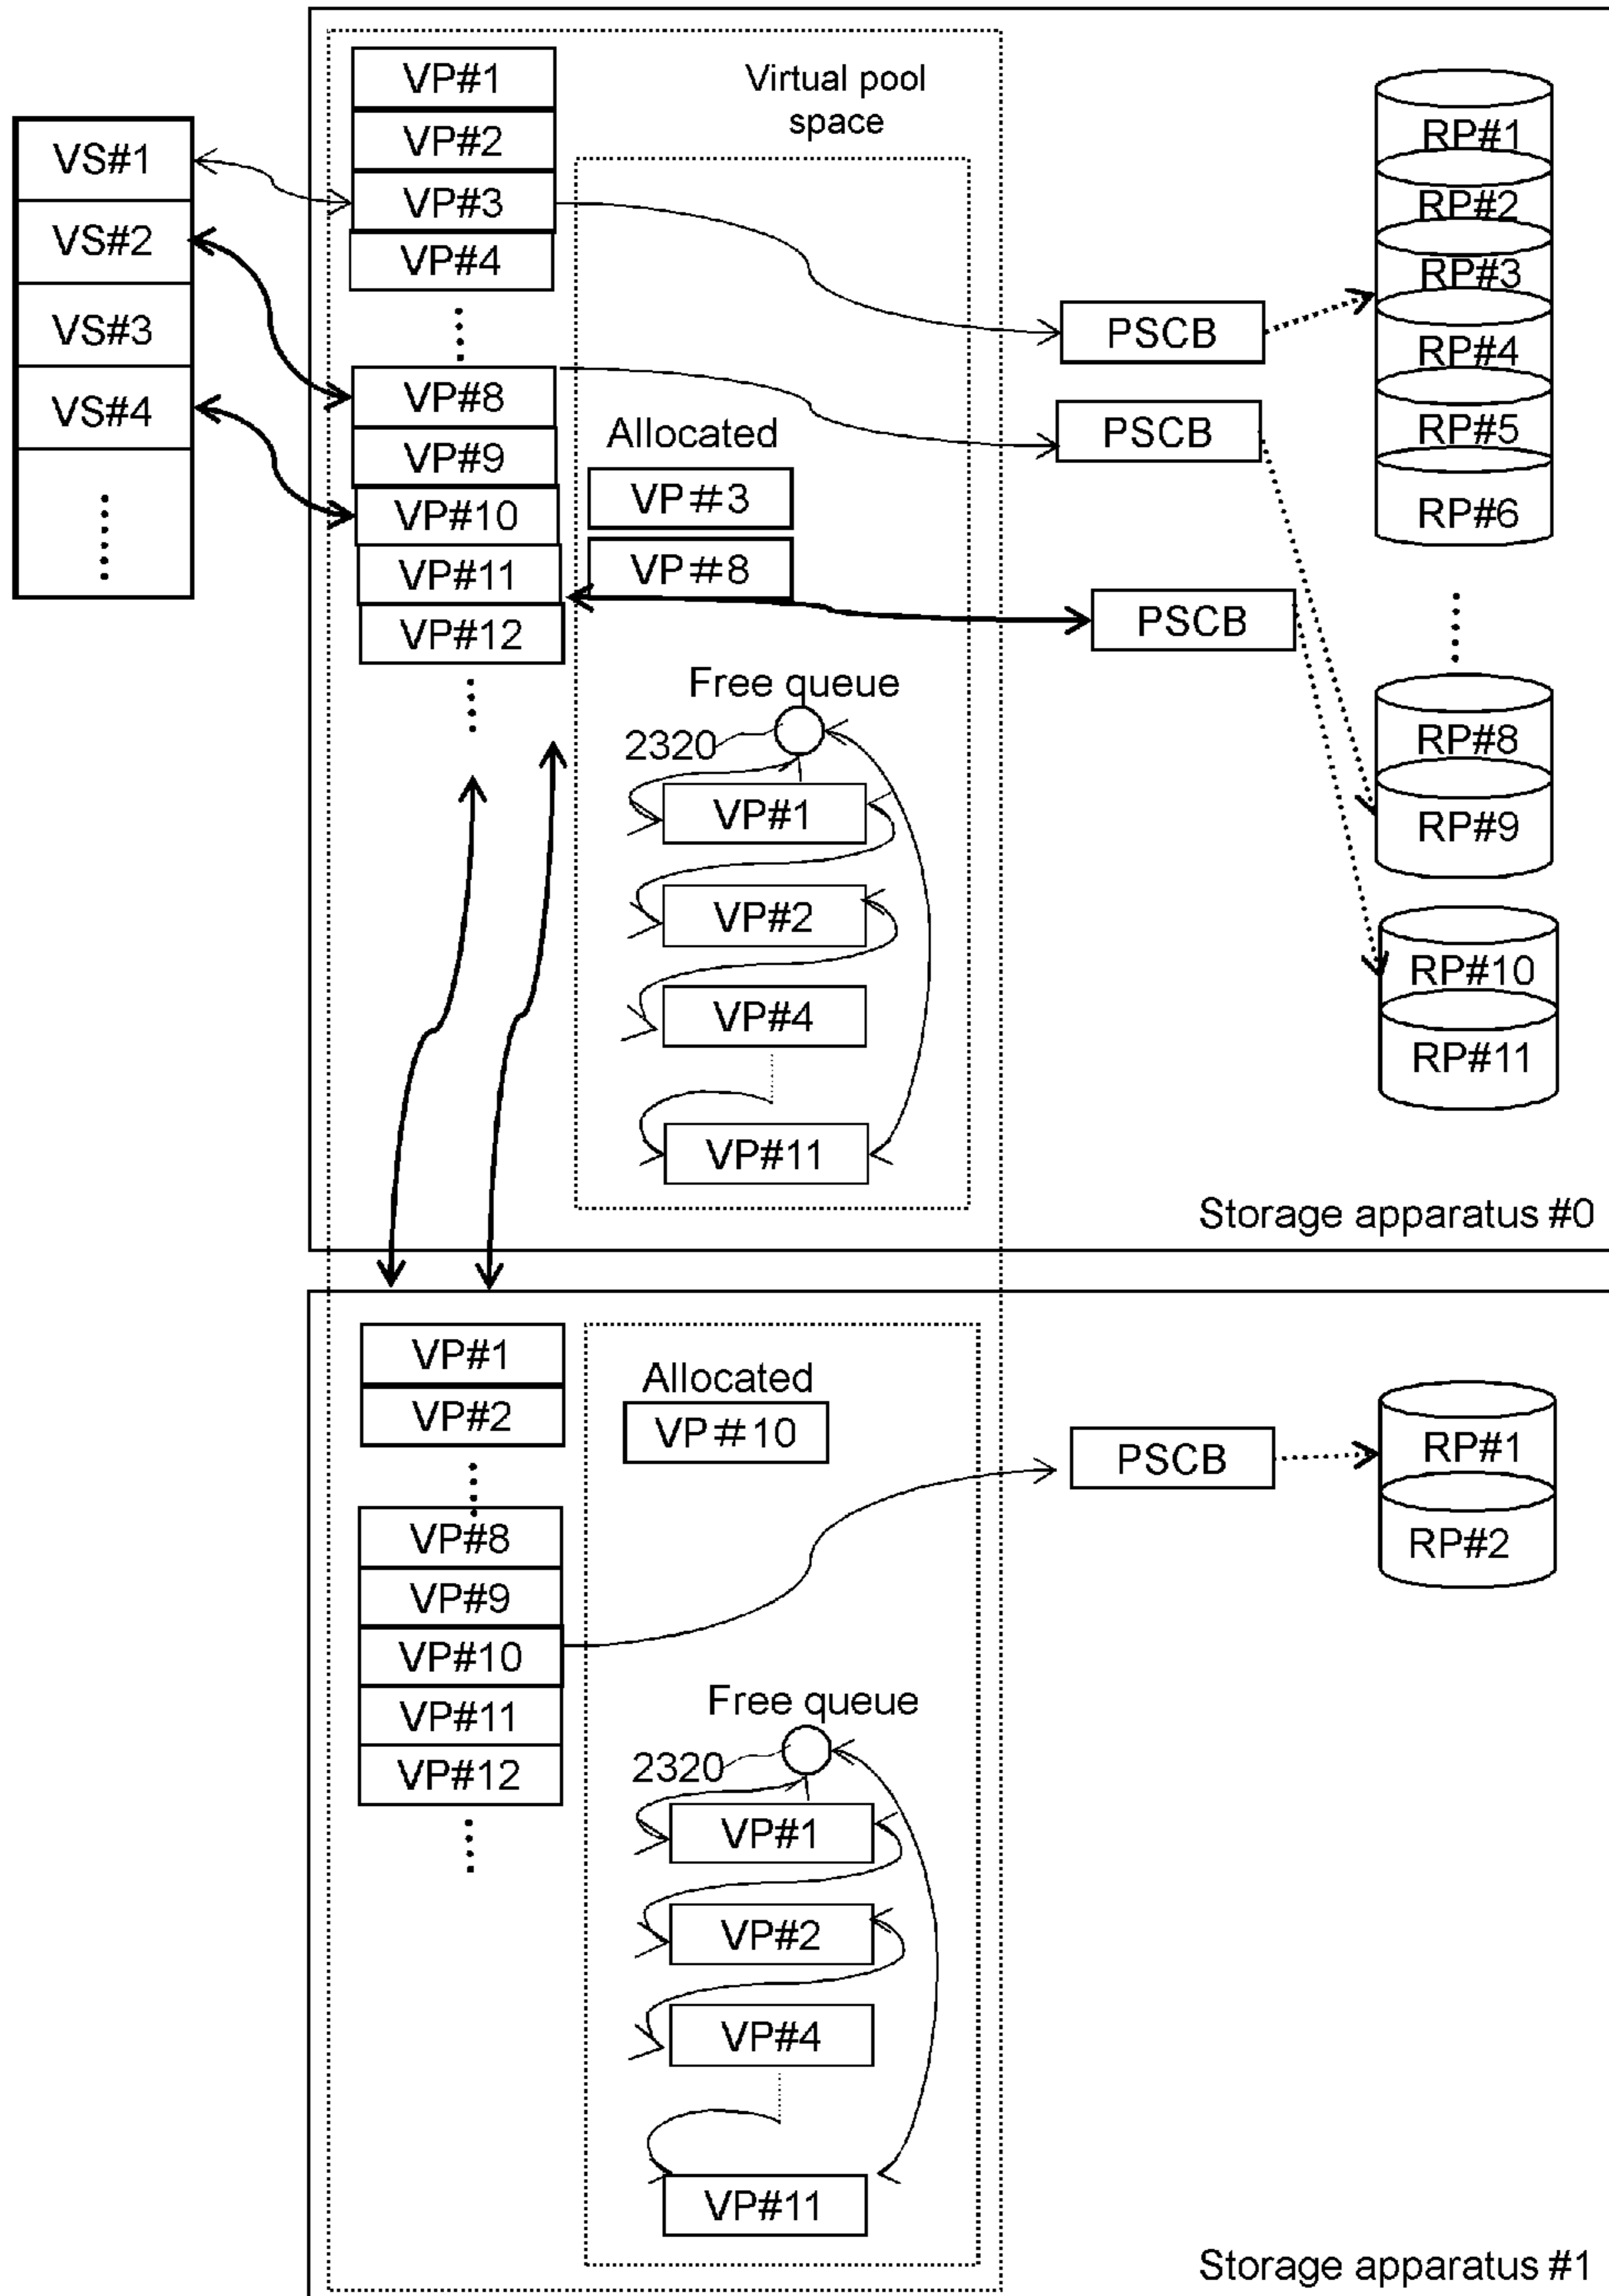 VS#1
VS#2
VS#3
VS#4
Virtual pool
space
VP#1
VP#2
VP#3
VP#4
VP#8
VP#9
VP#10
VP#11
VP#12
Allocated
VP#3
VP#8
Free queue
2320
VP#1
VP#2
VP#4
VP#11
PSCB
PSCB
PSCB
RP#1
RP#2
RP#3
RP#4
RP#5
RP#6
RP#8
RP#9
RP#10
RP#11
Storage apparatus #0
VP#1
VP#2
VP#8
VP#9
VP#10
VP#11
VP#12
Allocated
VP#10
Free queue
2320
VP#1
VP#2
VP#4
VP#11
PSCB
RP#1
RP#2
Storage apparatus #1